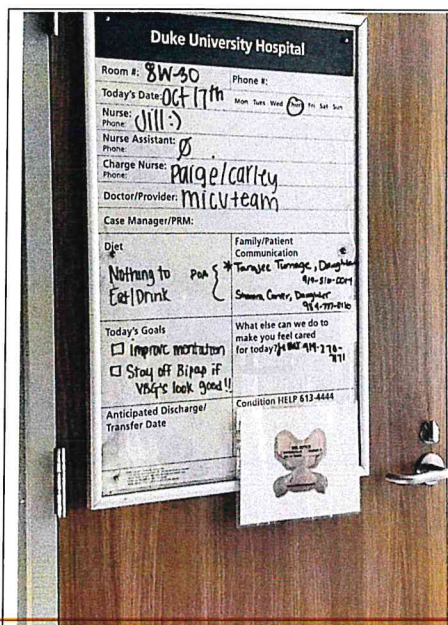 Duke University Hospital
Room #: 8W-30 Phone #:
Today's Date: Oct 17th Mon Tues Wed Thurs Fri Sat Sun
Nurse: Jill :)
Phone:
Nurse Assistant: Ø
Phone:
Charge Nurse: Paige/carley
Phone:
Doctor/Provider: micu team
Case Manager/PRM:
Diet
Nothing to
Eat/Drink
Family/Patient
Communication
POA { * Turnage, Daughter
Daughter
Today's Goals
☐ Improve mentation
☐ Stay off Bipap if
VBG's look good!!
What else can we do to
make you feel cared
for today?
Anticipated Discharge/
Transfer Date
Condition HELP 613-4444